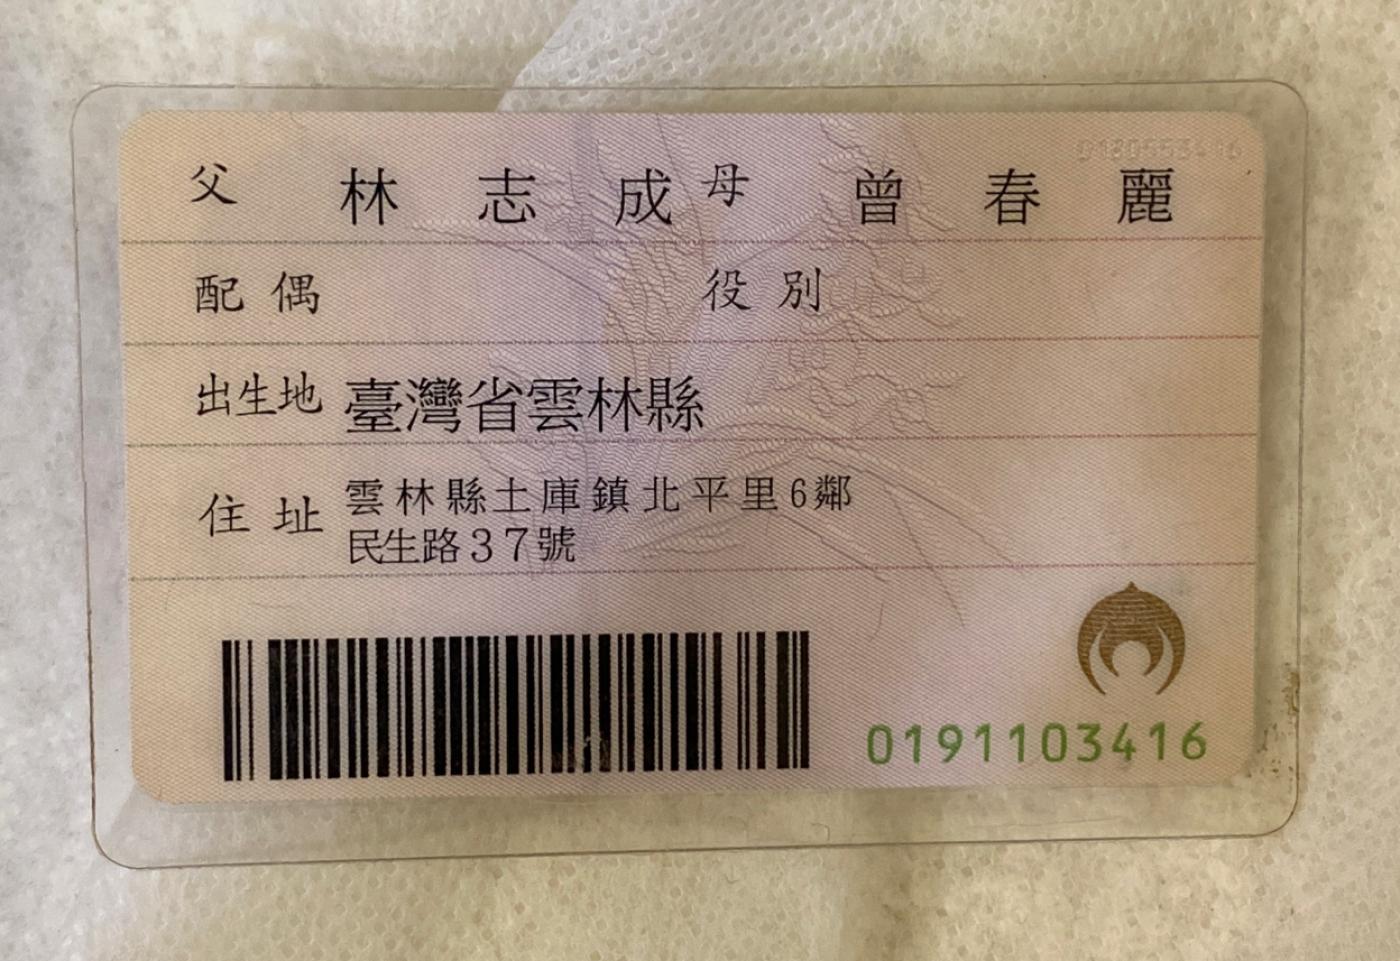 父 林志成 母 曾春麗
配偶 役別
出生地 臺灣省雲林縣
住址 雲林縣土庫鎮北平里6鄰
民生路37號
0191103416